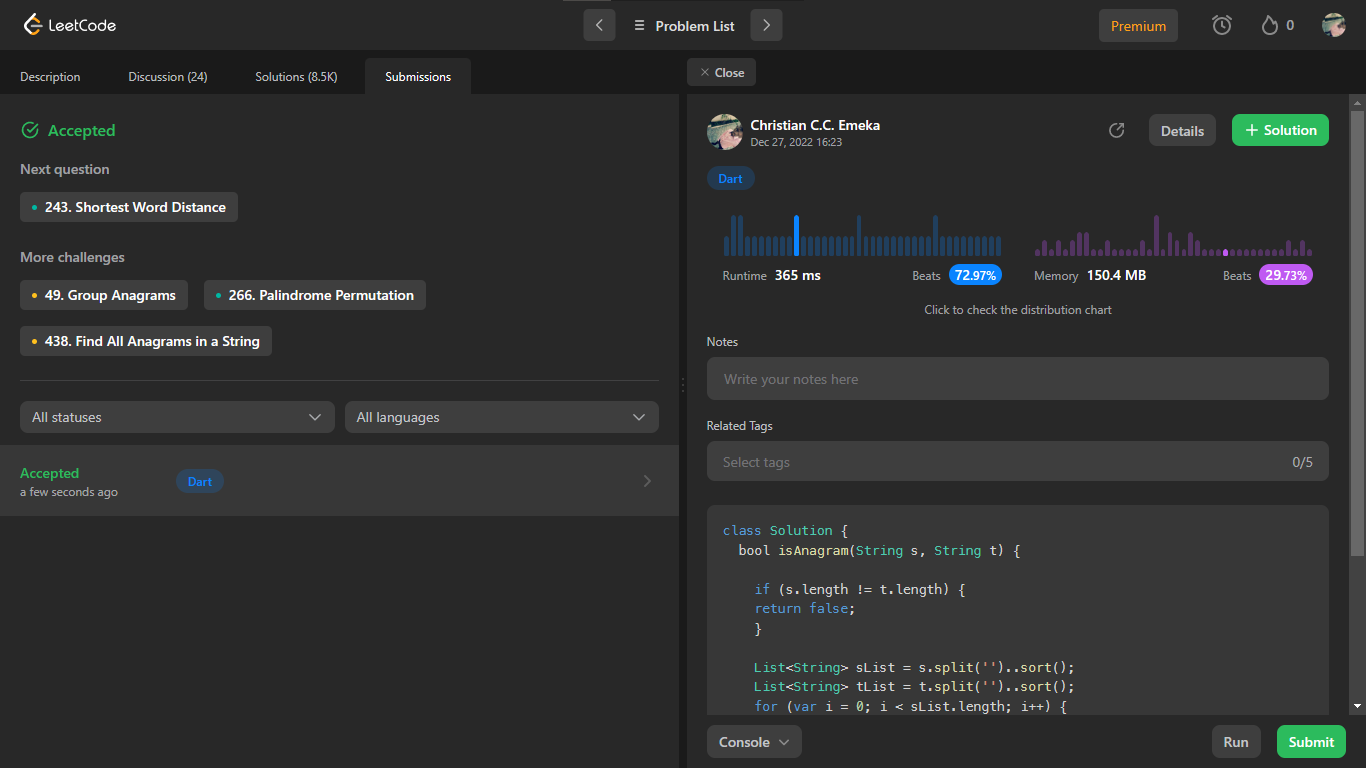 LeetCode
Problem List
Premium
0
Description
Discussion (24)
Solutions (8.5K)
Submissions
Close
Accepted
Next question
243. Shortest Word Distance
More challenges
49. Group Anagrams
266. Palindrome Permutation
438. Find All Anagrams in a String
All statuses
All languages
Accepted
a few seconds ago
Dart
Christian C.C. Emeka
Dec 27, 2022 16:23
Details
+ Solution
Dart
Runtime 365 ms
Beats 72.97%
Memory 150.4 MB
Beats 29.73%
Click to check the distribution chart
Notes
Write your notes here
Related Tags
Select tags
0/5
class Solution {
  bool isAnagram(String s, String t) {
    if (s.length != t.length) {
    return false;
    }
    List<String> sList = s.split('')..sort();
    List<String> tList = t.split('')..sort();
    for (var i = 0; i < sList.length; i++) {
Console
Run
Submit